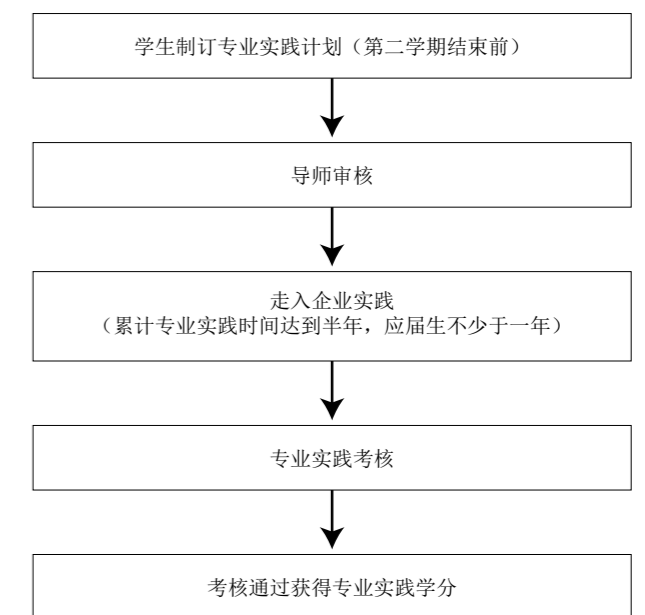 学生制订专业实践计划（第二学期结束前）
导师审核
走入企业实践
（累计专业实践时间达到半年，应届生不少于一年）
专业实践考核
考核通过获得专业实践学分